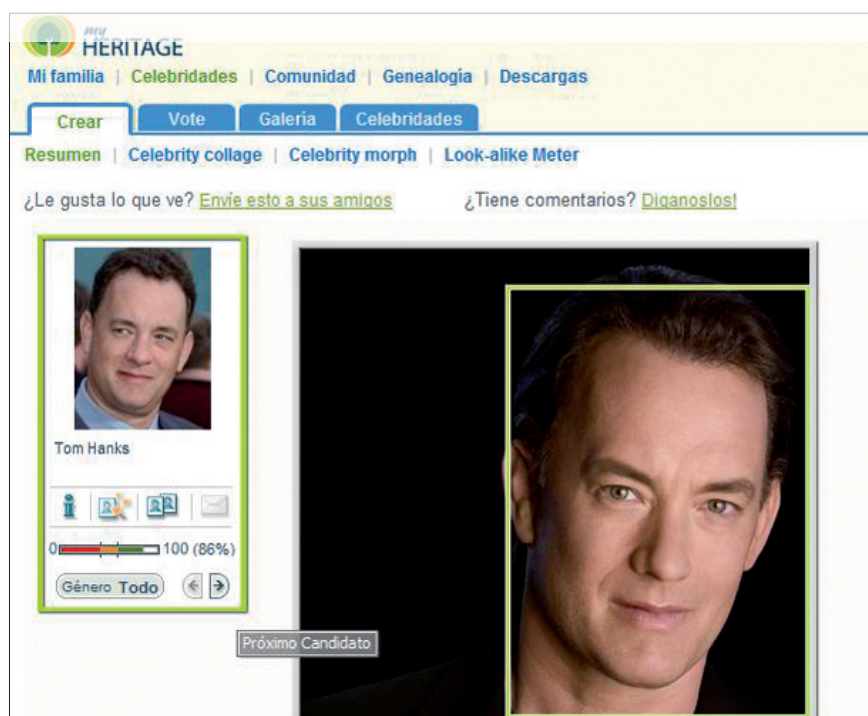 my
HERITAGE
Mi familia | Celebridades | Comunidad | Genealogía | Descargas
Crear Vote Galeria Celebridades
Resumen | Celebrity collage | Celebrity morph | Look-alike Meter
¿Le gusta lo que ve? Envíe esto a sus amigos ¿Tiene comentarios? Diganoslos!
Tom Hanks
0 100 (86%)
Género Todo
Próximo Candidato